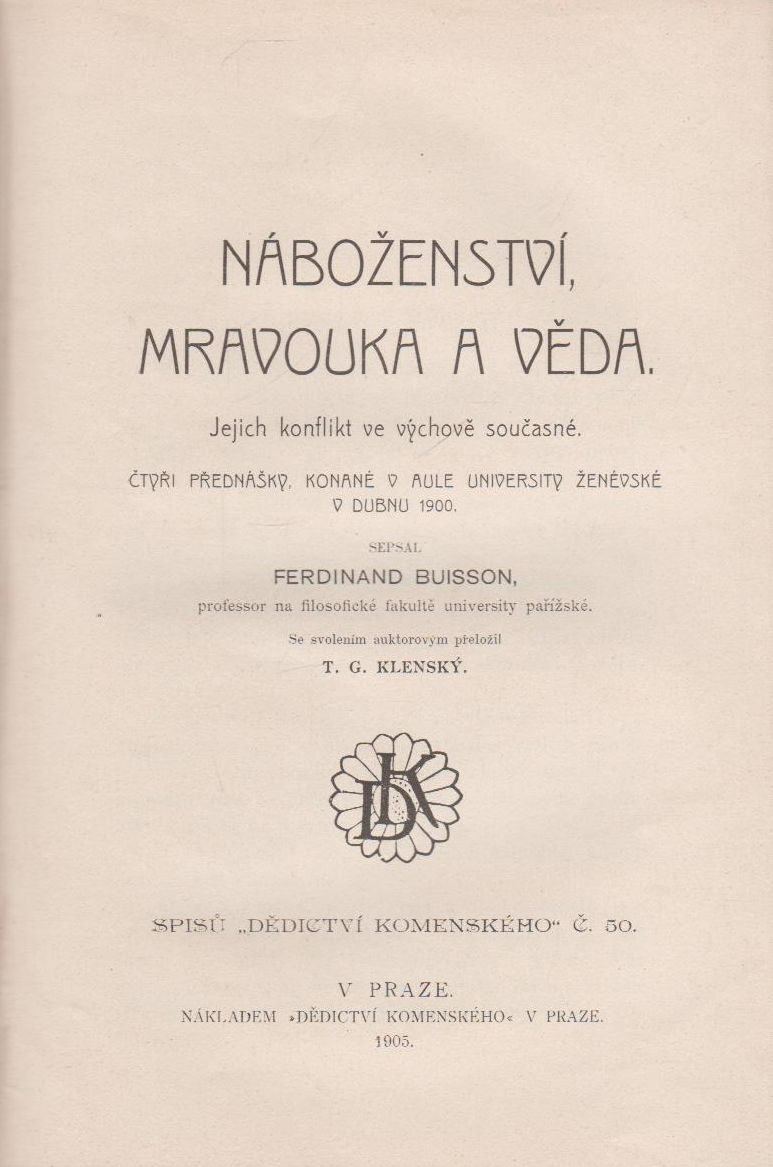 NÁBOŽENSTVÍ,
MRAVOUKA A VĚDA.
Jejich konflikt ve výchově současné.
ČTYŘI PŘEDNÁŠKY, KONANÉ V AULE UNIVERSITY ŽENÉVSKÉ
V DUBNU 1900.
SEPSAL
FERDINAND BUISSON,
professor na filosofické fakultě university pařížské.
Se svolením auktorovým přeložil
T. G. KLENSKÝ.
DK
SPISŮ „DĚDICTVÍ KOMENSKÉHO“ Č. 50.
V PRAZE.
NÁKLADEM »DĚDICTVÍ KOMENSKÉHO« V PRAZE.
1905.